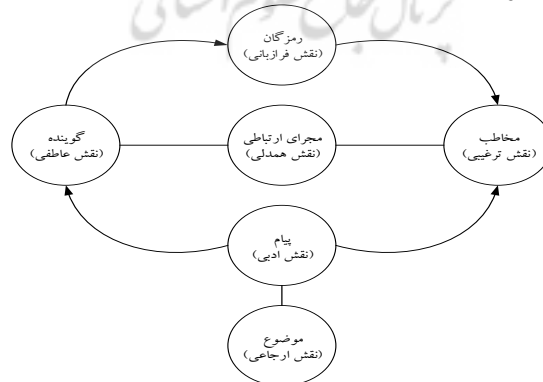 رمزگان
(نقش فرازبانی)
مخاطب
(نقش ترغیبی)
مجرای ارتباطی
(نقش همدلی)
گوینده
(نقش عاطفی)
پیام
(نقش ادبی)
موضوع
(نقش ارجاعی)